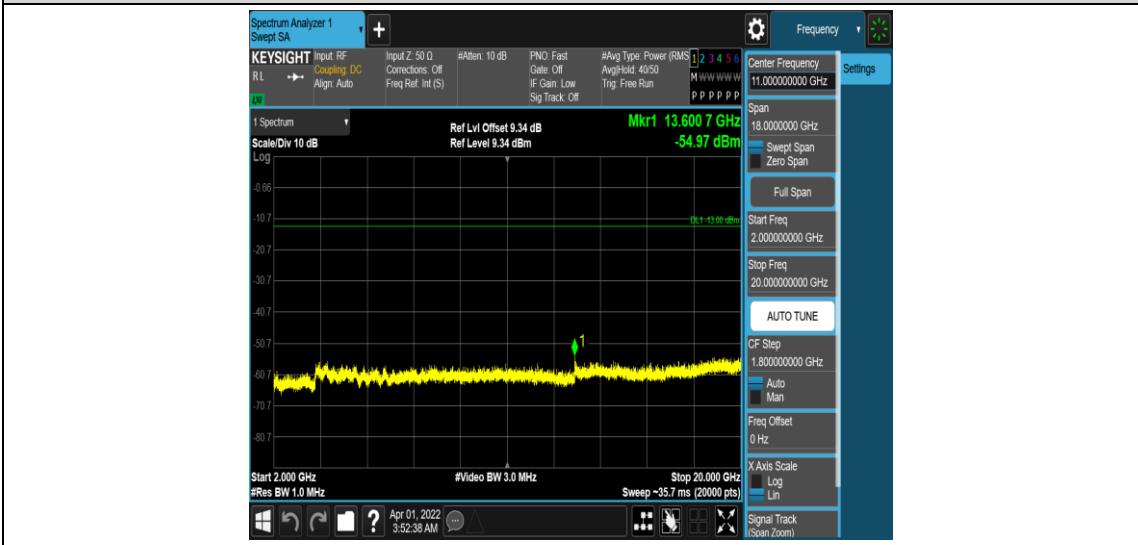 Spectrum Analyzer 1
Swept SA
+
Frequency
KEYSIGHT
RL
LXI
Input: RF
Coupling: DC
Align: Auto
Input Z: 50 Ω
Corrections: Off
Freq Ref: Int (S)
#Atten: 10 dB
PNO: Fast
Gate: Off
IF Gain: Low
Sig Track: Off
#Avg Type: Power (RMS
Avg|Hold: 40/50
Trig: Free Run
1 2 3 4 5 6
M W W W W W
P P P P P P
1 Spectrum
Scale/Div 10 dB
Log
Ref Lvl Offset 9.34 dB
Ref Level 9.34 dBm
Mkr1 13.600 7 GHz
-54.97 dBm
-0.66
-10.7
DL1 -13.00 dBm
-20.7
-30.7
-40.7
-50.7
1
-60.7
-70.7
-80.7
Start 2.000 GHz
#Res BW 1.0 MHz
#Video BW 3.0 MHz
Stop 20.000 GHz
Sweep ~35.7 ms (20000 pts)
?
Apr 01, 2022
3:52:38 AM
Center Frequency
11.000000000 GHz
Settings
Span
18.0000000 GHz
Swept Span
Zero Span
Full Span
Start Freq
2.000000000 GHz
Stop Freq
20.000000000 GHz
AUTO TUNE
CF Step
1.800000000 GHz
Auto
Man
Freq Offset
0 Hz
X Axis Scale
Log
Lin
Signal Track
(Span Zoom)